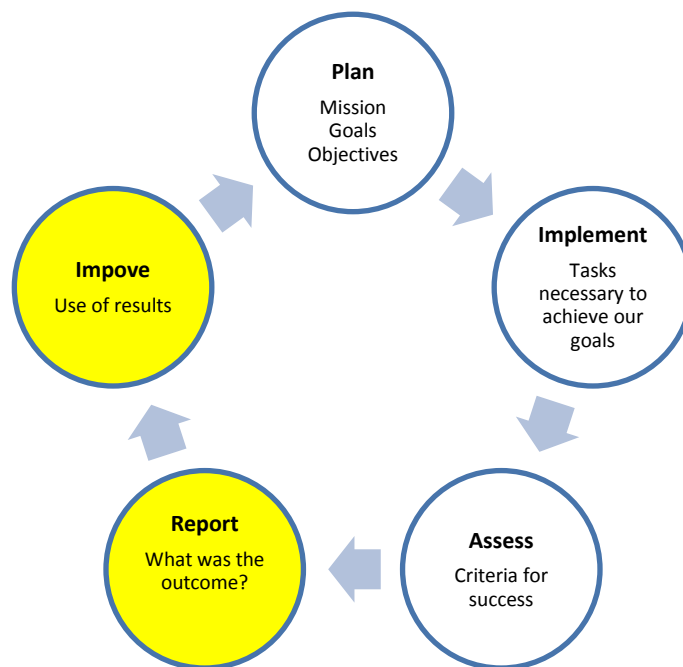 Plan
Mission
Goals
Objectives
Implement
Tasks
necessary to
achieve our
goals
Assess
Criteria for
success
Report
What was the
outcome?
Impove
Use of results